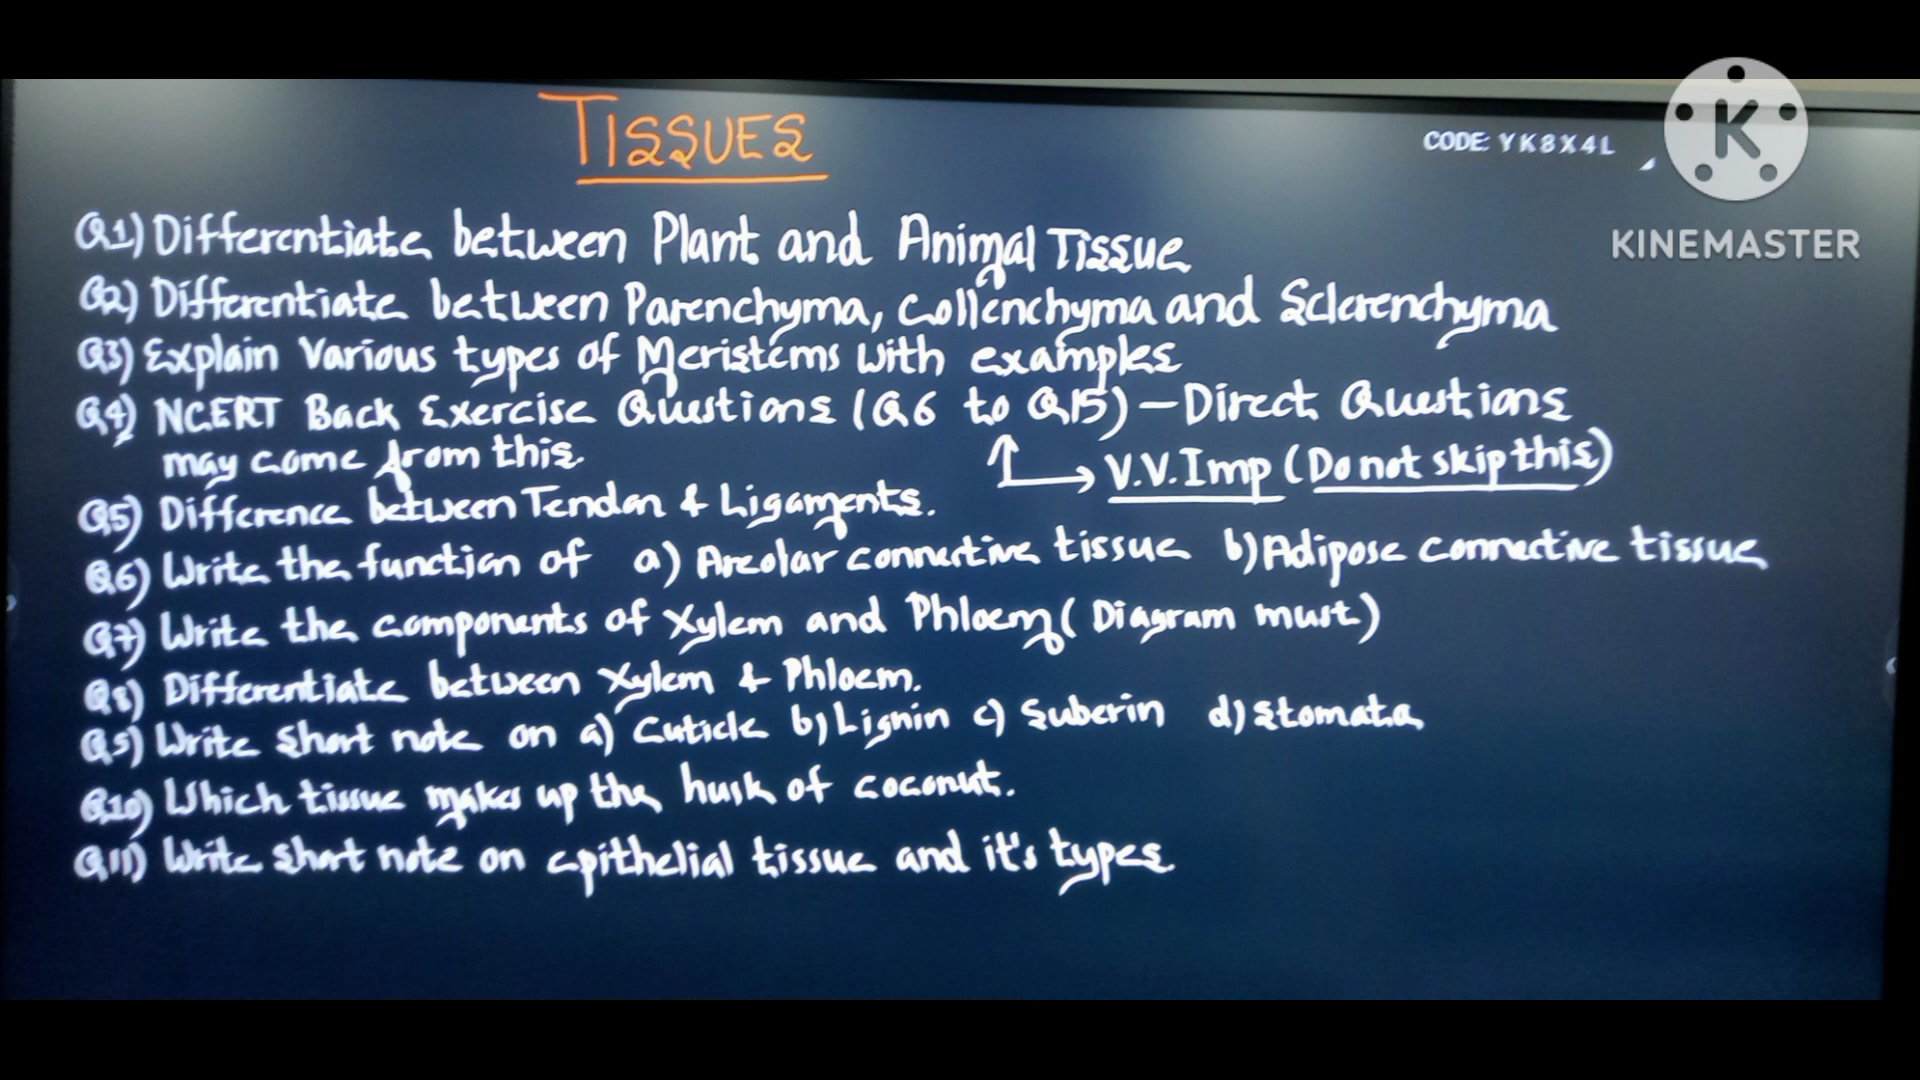 TISSUES
CODE: YK8X4L
K
KINEMASTER
Q1) Differentiate between Plant and Animal Tissue
Q2) Differentiate between Parenchyma, Collenchyma and Sclerenchyma
Q3) Explain Various types of Meristems with examples
Q4) NCERT Back Exercise Questions (Q6 to Q15) - Direct Questions
may come from this.
V.V.Imp (Do not skip this)
Q5) Difference between Tendon & Ligaments.
Q6) Write the function of a) Areolar connective tissue b) Adipose connective tissue
Q7) Write the components of Xylem and Phloem (Diagram must)
Q8) Differentiate between Xylem & Phloem.
Q9) Write short note on a) Cuticle b) Lignin c) Suberin d) Stomata
Q10) Which tissue makes up the husk of coconut.
Q11) Write short note on epithelial tissue and it's types.